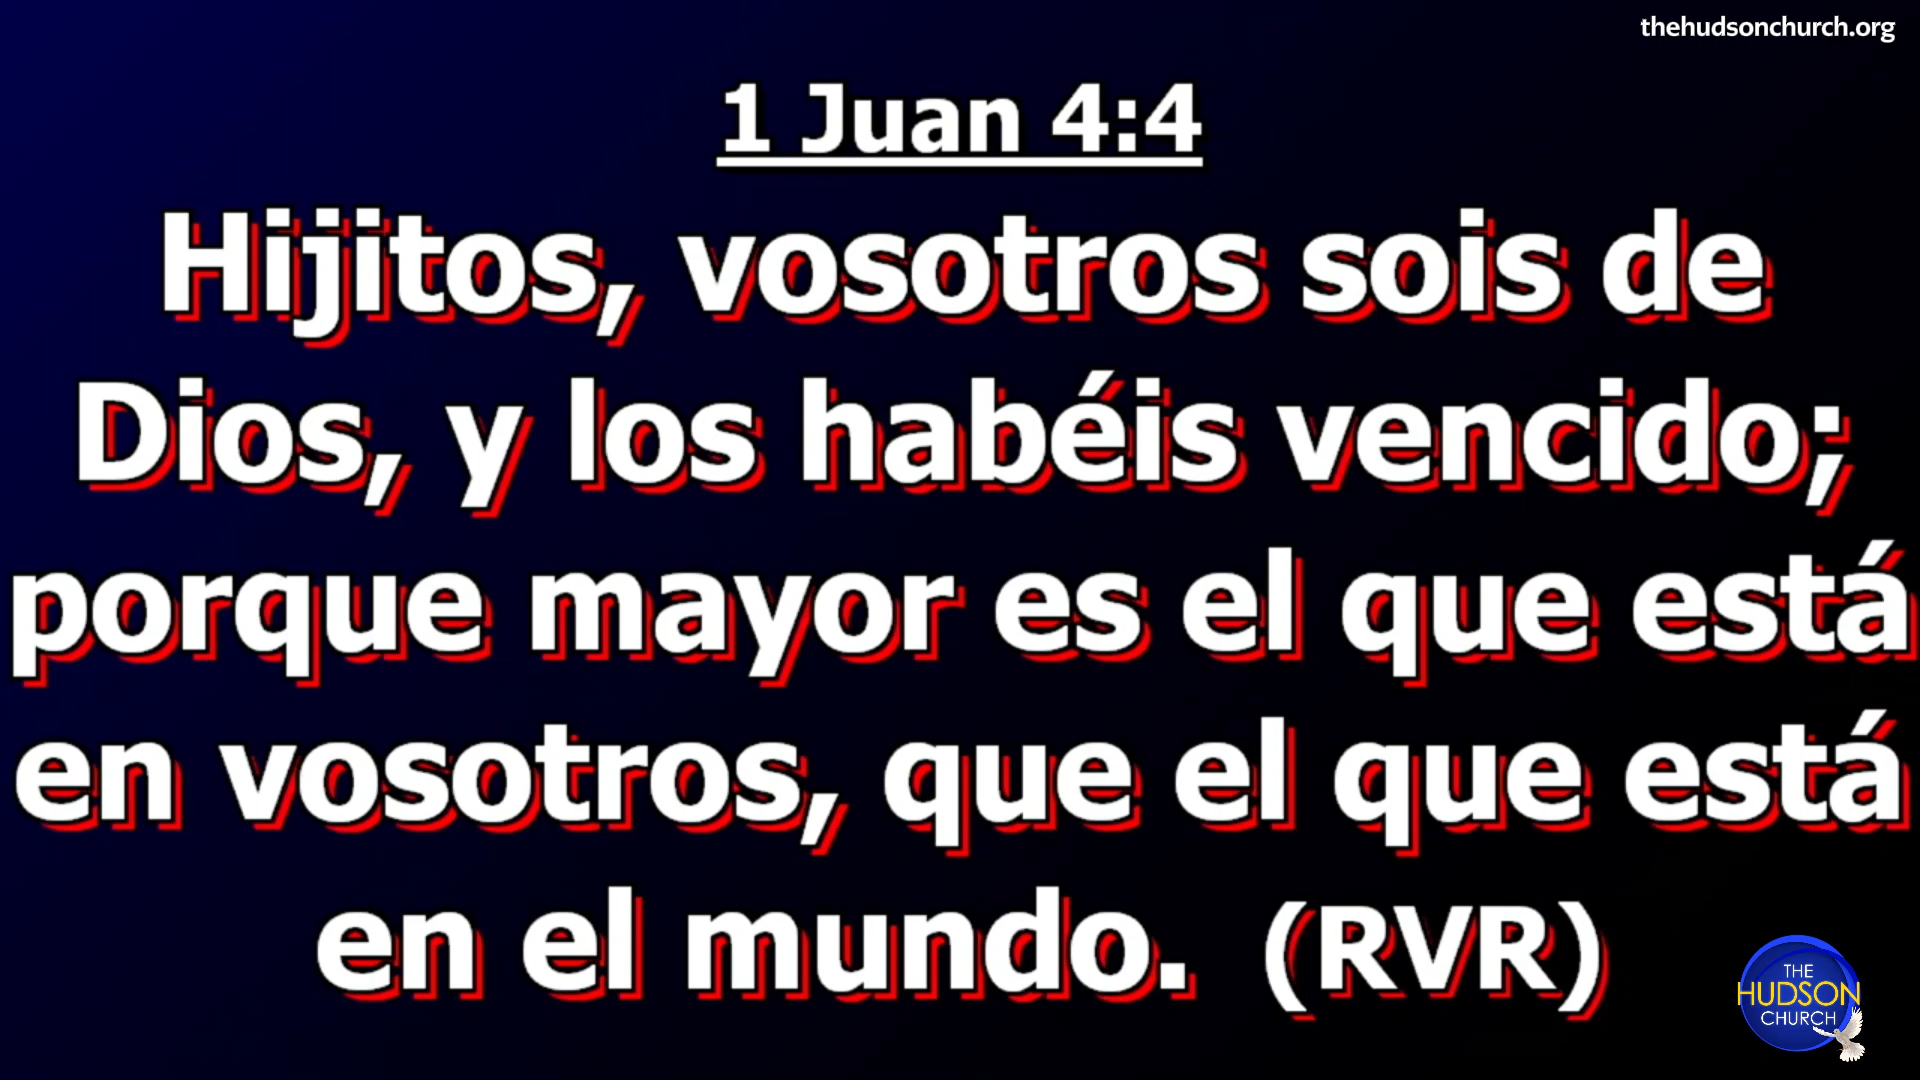 thehudsonchurch.org
1 Juan 4:4
Hijitos, vosotros sois de
Dios, y los habéis vencido;
porque mayor es el que está
en vosotros, que el que está
en el mundo.  (RVR)
THE
HUDSON
CHURCH